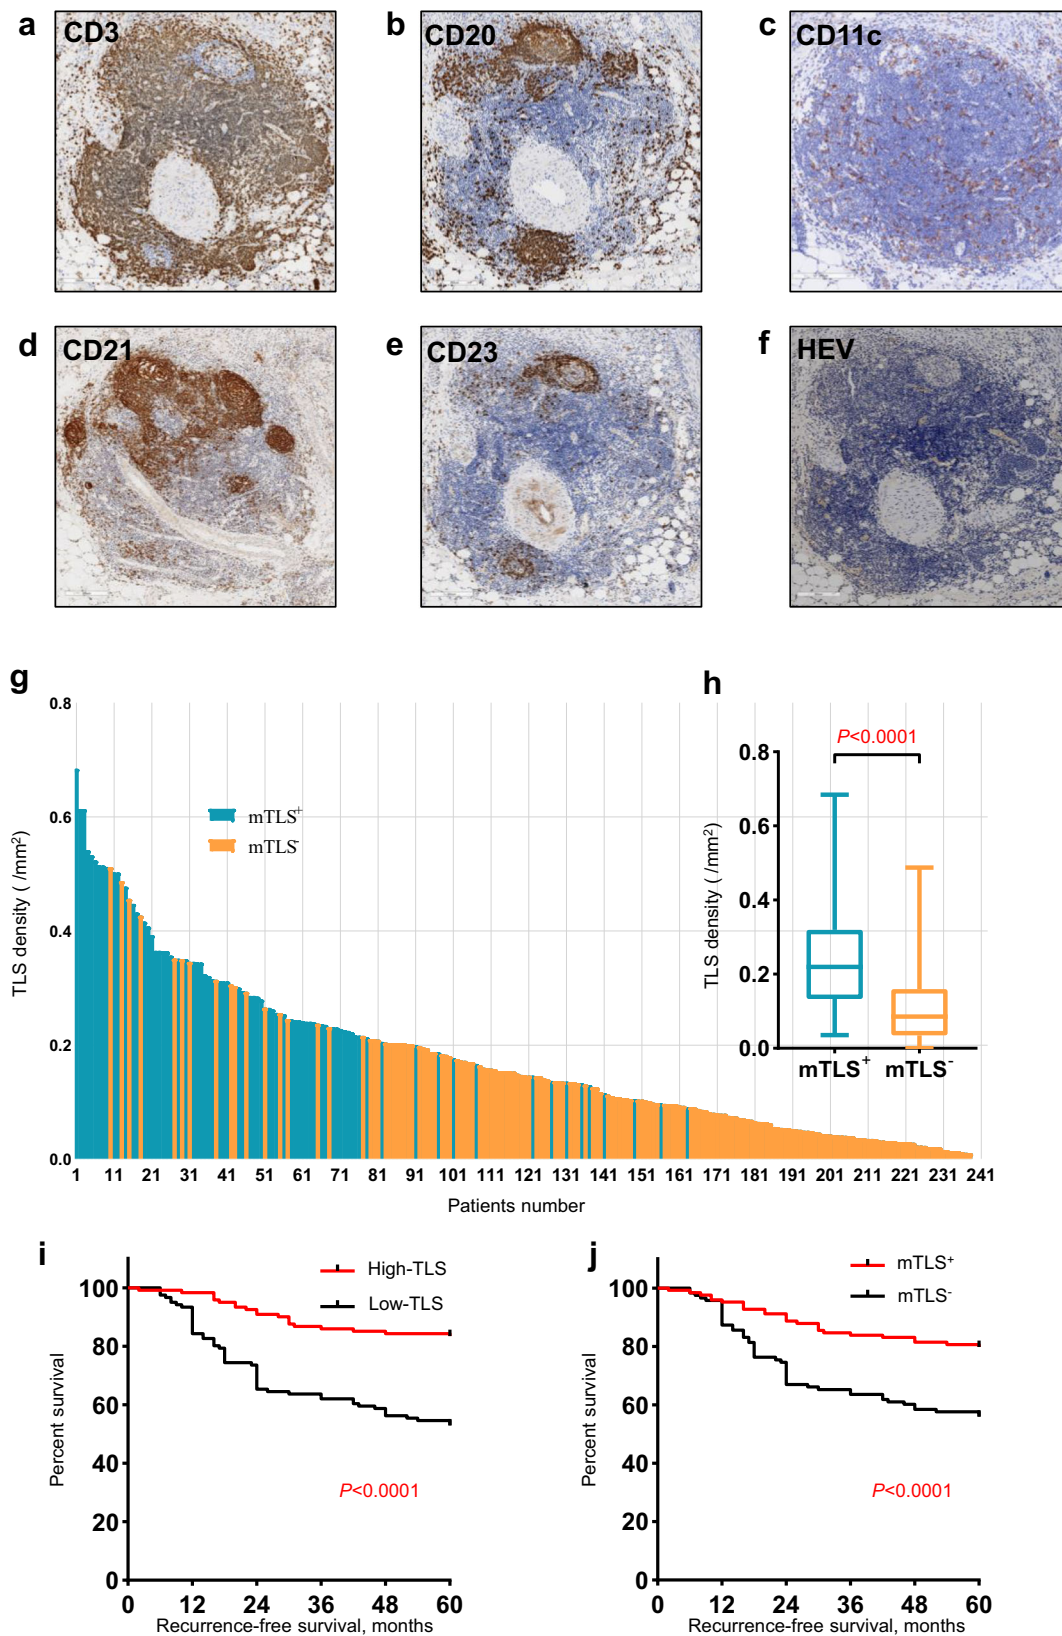 a CD3
b CD20
c CD11c
d CD21
e CD23
f HEV
g
TLS density ( /mm²)
0.8
0.6
0.4
0.2
0.0
mTLS⁺
mTLS⁻
1 11 21 31 41 51 61 71 81 91 101 111 121 131 141 151 161 171 181 191 201 211 221 231 241
Patients number
h
P<0.0001
TLS density ( /mm²)
0.8
0.6
0.4
0.2
0.0
mTLS⁺ mTLS⁻
i
High-TLS
Low-TLS
Percent survival
100
80
60
40
20
0
P<0.0001
0 12 24 36 48 60
Recurrence-free survival, months
j
mTLS⁺
mTLS⁻
Percent survival
100
80
60
40
20
0
P<0.0001
0 12 24 36 48 60
Recurrence-free survival, months